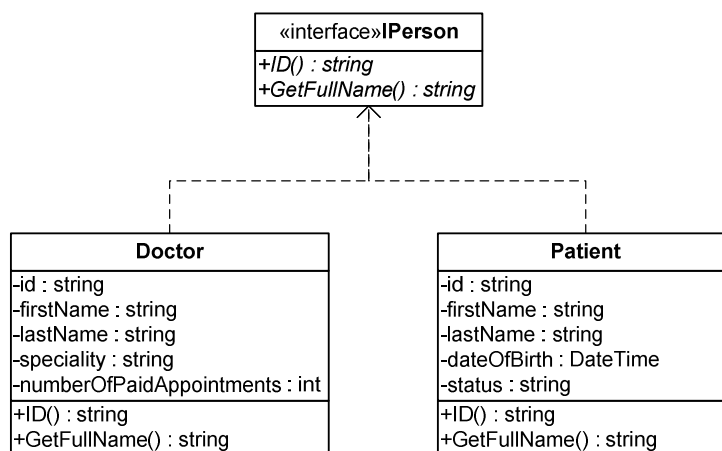 «interface»IPerson
+ID() : string
+GetFullName() : string
Doctor
-id : string
-firstName : string
-lastName : string
-speciality : string
-numberOfPaidAppointments : int
+ID() : string
+GetFullName() : string
Patient
-id : string
-firstName : string
-lastName : string
-dateOfBirth : DateTime
-status : string
+ID() : string
+GetFullName() : string